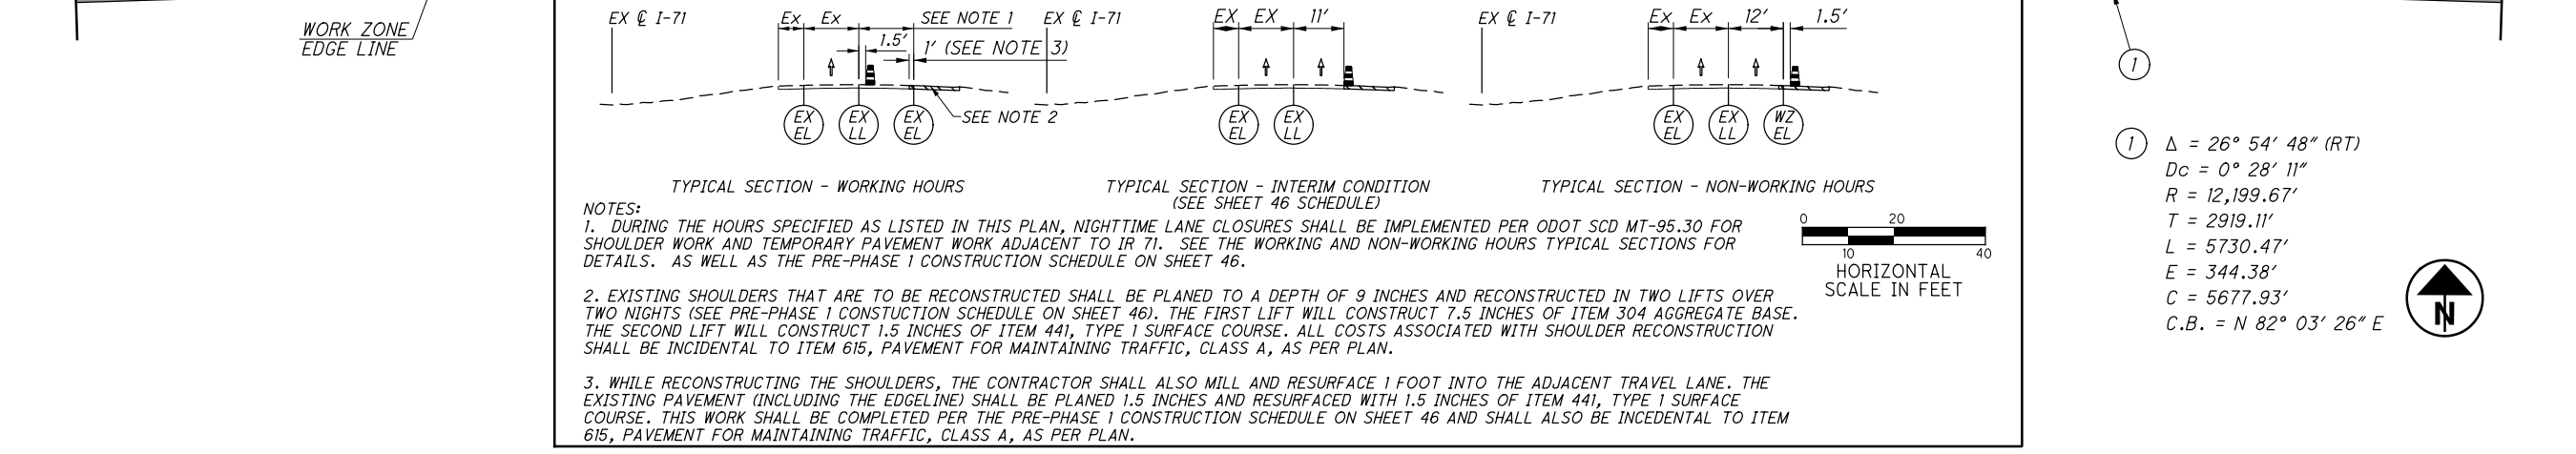 WORK ZONE
EDGE LINE
EX ℄ I-71
Ex Ex SEE NOTE 1
1.5'
1' (SEE NOTE 3)
EX EL
EX LL
EX EL
SEE NOTE 2
TYPICAL SECTION - WORKING HOURS
EX ℄ I-71
EX EX 11'
EX EL
EX LL
TYPICAL SECTION - INTERIM CONDITION
(SEE SHEET 46 SCHEDULE)
EX ℄ I-71
Ex Ex 12' 1.5'
EX EL
EX LL
WZ EL
TYPICAL SECTION - NON-WORKING HOURS
NOTES:
1. DURING THE HOURS SPECIFIED AS LISTED IN THIS PLAN, NIGHTTIME LANE CLOSURES SHALL BE IMPLEMENTED PER ODOT SCD MT-95.30 FOR
SHOULDER WORK AND TEMPORARY PAVEMENT WORK ADJACENT TO IR 71. SEE THE WORKING AND NON-WORKING HOURS TYPICAL SECTIONS FOR
DETAILS. AS WELL AS THE PRE-PHASE 1 CONSTRUCTION SCHEDULE ON SHEET 46.
2. EXISTING SHOULDERS THAT ARE TO BE RECONSTRUCTED SHALL BE PLANED TO A DEPTH OF 9 INCHES AND RECONSTRUCTED IN TWO LIFTS OVER
TWO NIGHTS (SEE PRE-PHASE 1 CONSTUCTION SCHEDULE ON SHEET 46). THE FIRST LIFT WILL CONSTRUCT 7.5 INCHES OF ITEM 304 AGGREGATE BASE.
THE SECOND LIFT WILL CONSTRUCT 1.5 INCHES OF ITEM 441, TYPE 1 SURFACE COURSE. ALL COSTS ASSOCIATED WITH SHOULDER RECONSTRUCTION
SHALL BE INCIDENTAL TO ITEM 615, PAVEMENT FOR MAINTAINING TRAFFIC, CLASS A, AS PER PLAN.
3. WHILE RECONSTRUCTING THE SHOULDERS, THE CONTRACTOR SHALL ALSO MILL AND RESURFACE 1 FOOT INTO THE ADJACENT TRAVEL LANE. THE
EXISTING PAVEMENT (INCLUDING THE EDGELINE) SHALL BE PLANED 1.5 INCHES AND RESURFACED WITH 1.5 INCHES OF ITEM 441, TYPE 1 SURFACE
COURSE. THIS WORK SHALL BE COMPLETED PER THE PRE-PHASE 1 CONSTRUCTION SCHEDULE ON SHEET 46 AND SHALL ALSO BE INCEDENTAL TO ITEM
615, PAVEMENT FOR MAINTAINING TRAFFIC, CLASS A, AS PER PLAN.
0 20
10 40
HORIZONTAL
SCALE IN FEET
1
1 Δ = 26° 54' 48" (RT)
Dc = 0° 28' 11"
R = 12,199.67'
T = 2919.11'
L = 5730.47'
E = 344.38'
C = 5677.93'
C.B. = N 82° 03' 26" E
N